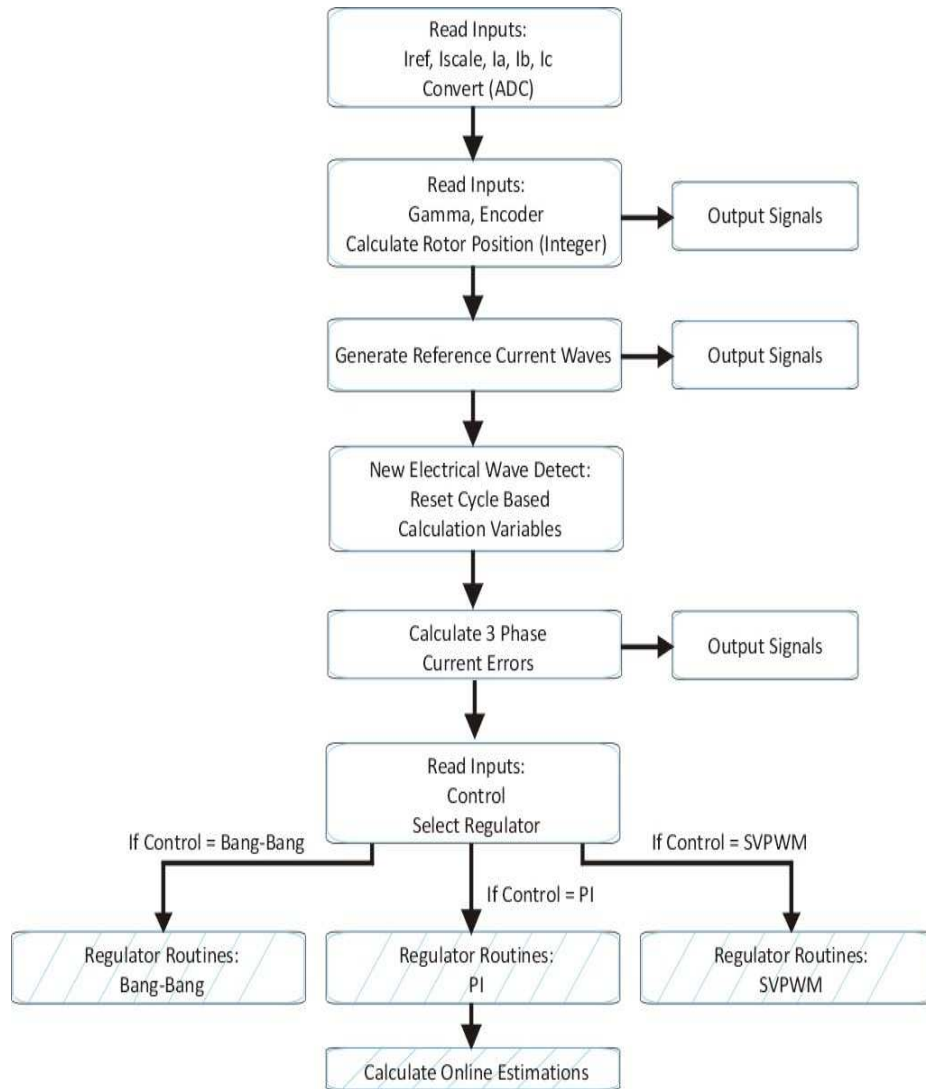 Read Inputs:
Iref, Iscale, Ia, Ib, Ic
Convert (ADC)
Read Inputs:
Gamma, Encoder
Calculate Rotor Position (Integer)
Output Signals
Generate Reference Current Waves
Output Signals
New Electrical Wave Detect:
Reset Cycle Based
Calculation Variables
Calculate 3 Phase
Current Errors
Output Signals
Read Inputs:
Control
Select Regulator
If Control = Bang-Bang
If Control = PI
If Control = SVPWM
Regulator Routines:
Bang-Bang
Regulator Routines:
PI
Regulator Routines:
SVPWM
Calculate Online Estimations